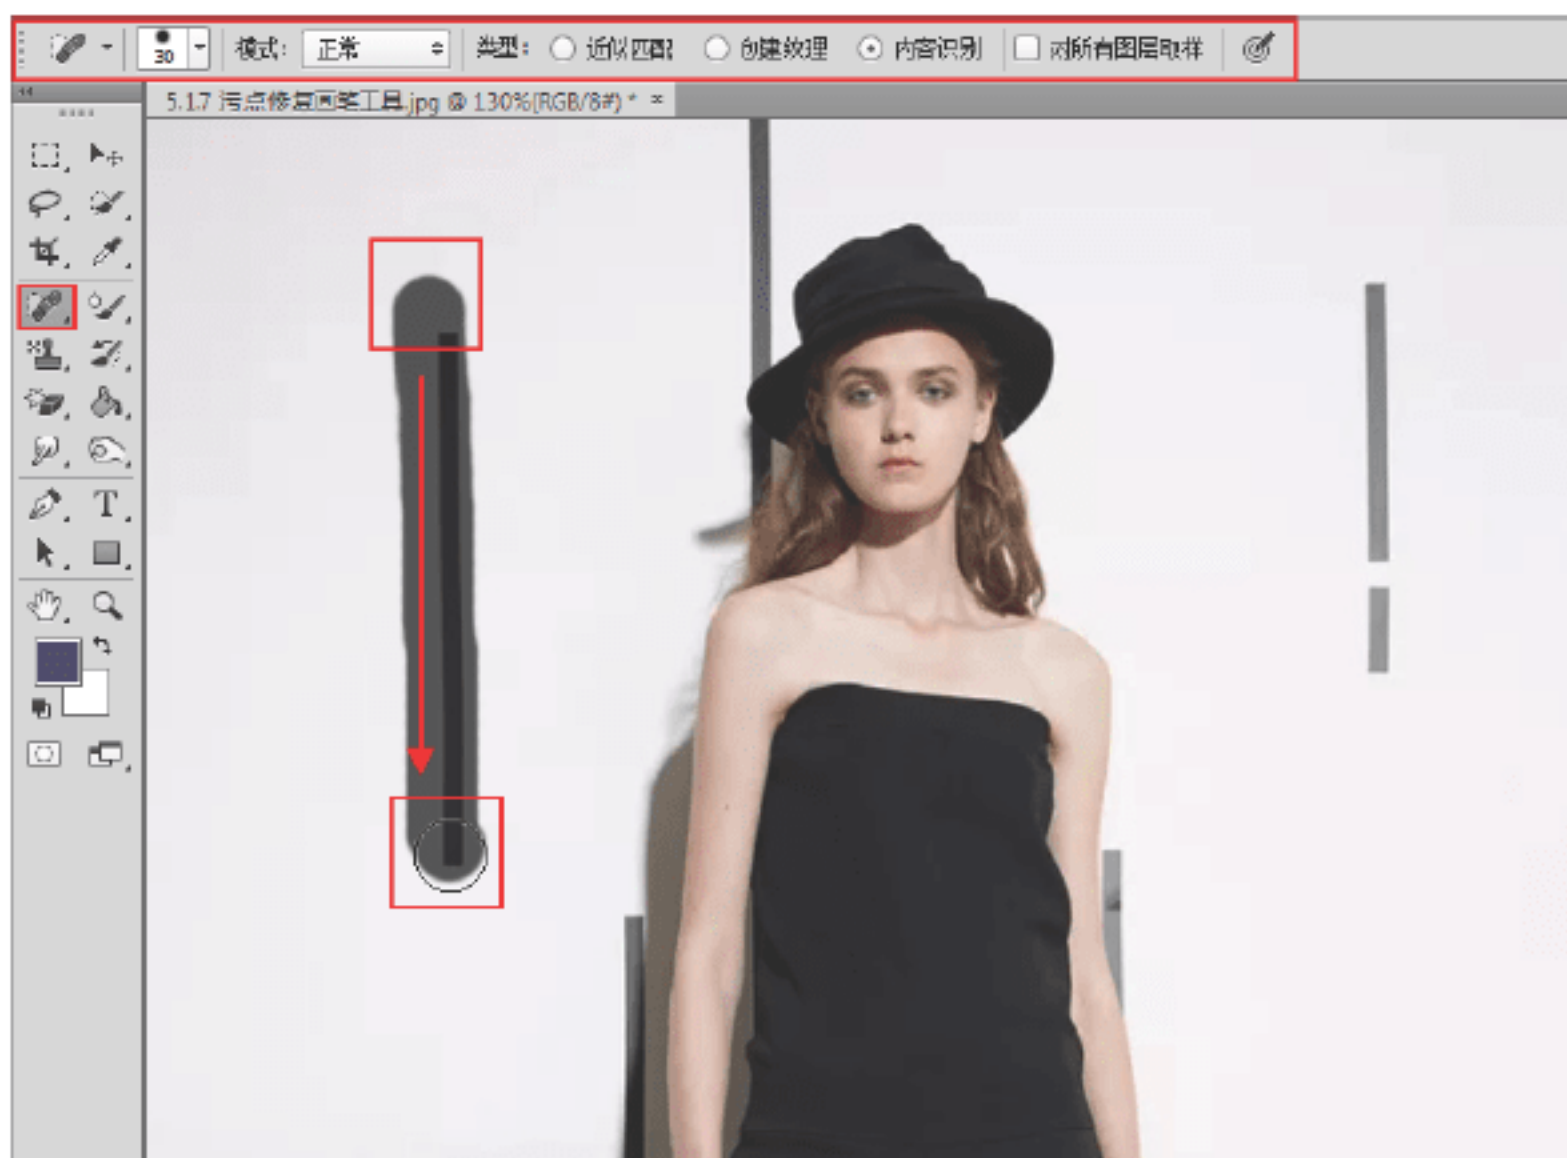 30 模式: 正常 类型: 近似匹配 创建纹理 内容识别 对所有图层取样
5.1.7 污点修复画笔工具.jpg @ 130%(RGB/8#) * ×
T